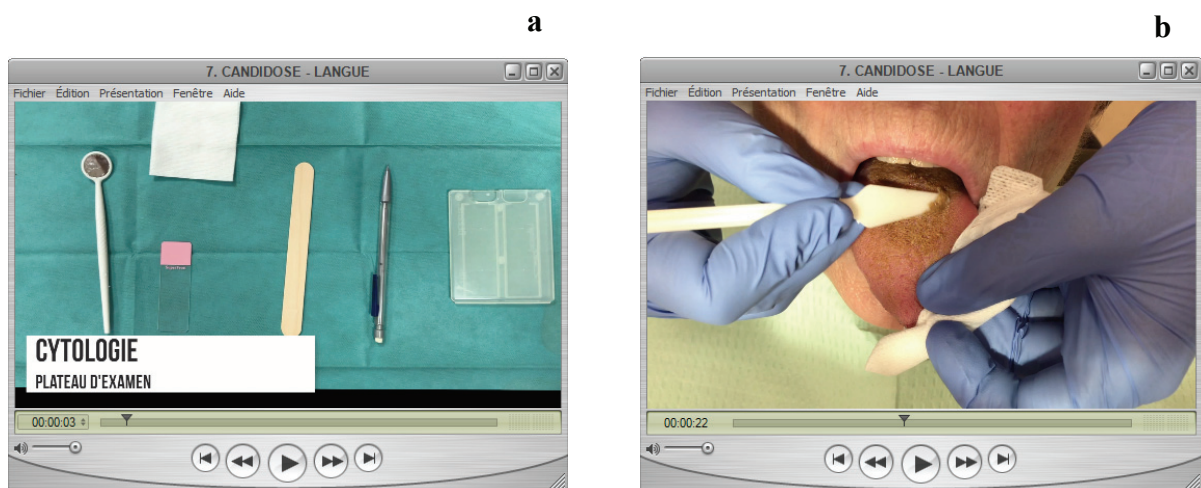 a
b
7. CANDIDOSE - LANGUE
Fichier Édition Présentation Fenêtre Aide
CYTOLOGIE
PLATEAU D'EXAMEN
00:00:03
7. CANDIDOSE - LANGUE
Fichier Édition Présentation Fenêtre Aide
00:00:22